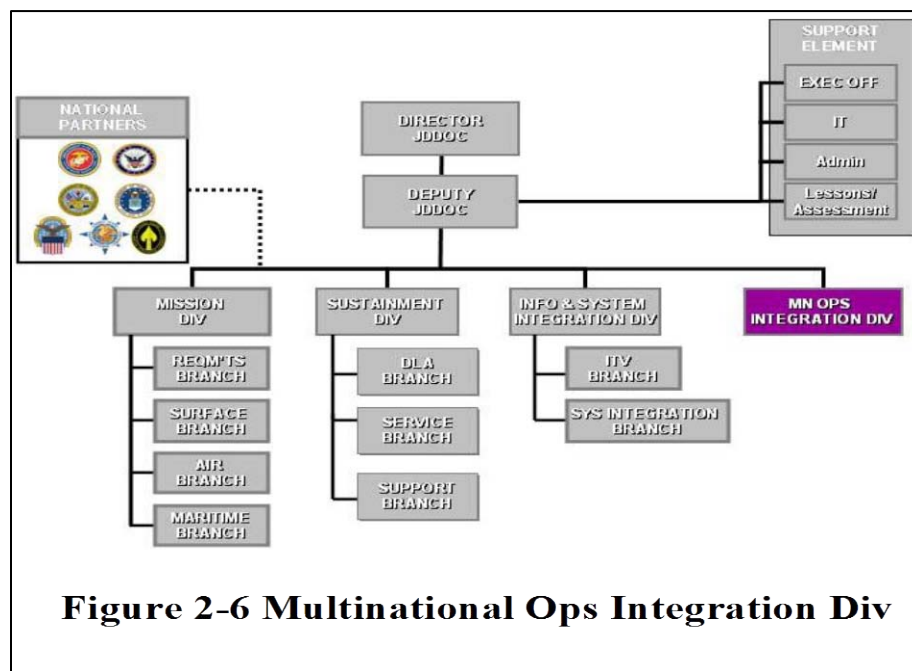 SUPPORT
ELEMENT
EXEC OFF
IT
Admin
Lessons/
Assessment
NATIONAL
PARTNERS
DIRECTOR
JDDOC
DEPUTY
JDDOC
MISSION
DIV
REQM'TS
BRANCH
SURFACE
BRANCH
AIR
BRANCH
MARITIME
BRANCH
SUSTAINMENT
DIV
DLA
BRANCH
SERVICE
BRANCH
SUPPORT
BRANCH
INFO & SYSTEM
INTEGRATION DIV
ITV
BRANCH
SYS INTEGRATION
BRANCH
MN OPS
INTEGRATION DIV
Figure 2-6 Multinational Ops Integration Div